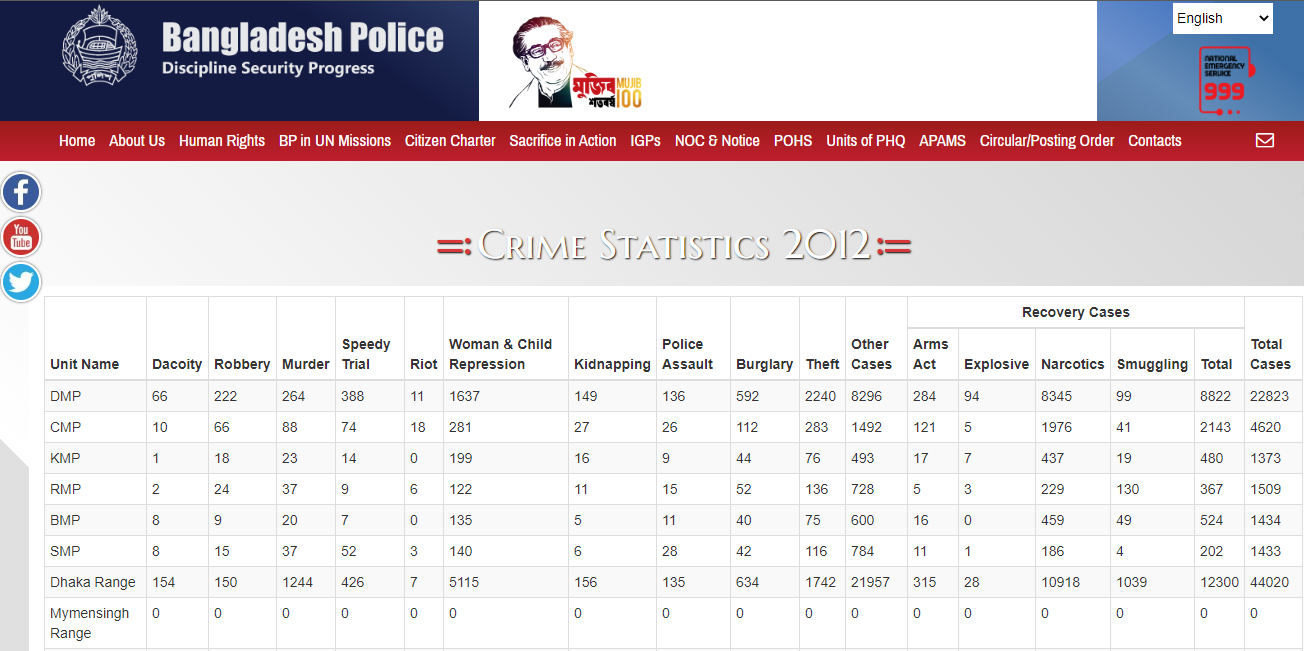 Bangladesh Police
Discipline Security Progress
মুজিব MUJIB
শতবর্ষ 100
English
NATIONAL
EMERGENCY
SERVICE
999
Home About Us Human Rights BP in UN Missions Citizen Charter Sacrifice in Action IGPs NOC & Notice POHS Units of PHQ APAMS Circular/Posting Order Contacts
You
Tube
Crime Statistics 2012
Recovery Cases
Speedy Woman & Child Police Other Arms Total
Unit Name Dacoity Robbery Murder Trial Riot Repression Kidnapping Assault Burglary Theft Cases Act Explosive Narcotics Smuggling Total Cases
DMP 66 222 264 388 11 1637 149 136 592 2240 8296 284 94 8345 99 8822 22823
CMP 10 66 88 74 18 281 27 26 112 283 1492 121 5 1976 41 2143 4620
KMP 1 18 23 14 0 199 16 9 44 76 493 17 7 437 19 480 1373
RMP 2 24 37 9 6 122 11 15 52 136 728 5 3 229 130 367 1509
BMP 8 9 20 7 0 135 5 11 40 75 600 16 0 459 49 524 1434
SMP 8 15 37 52 3 140 6 28 42 116 784 11 1 186 4 202 1433
Dhaka Range 154 150 1244 426 7 5115 156 135 634 1742 21957 315 28 10918 1039 12300 44020
Mymensingh 0 0 0 0 0 0 0 0 0 0 0 0 0 0 0 0 0
Range